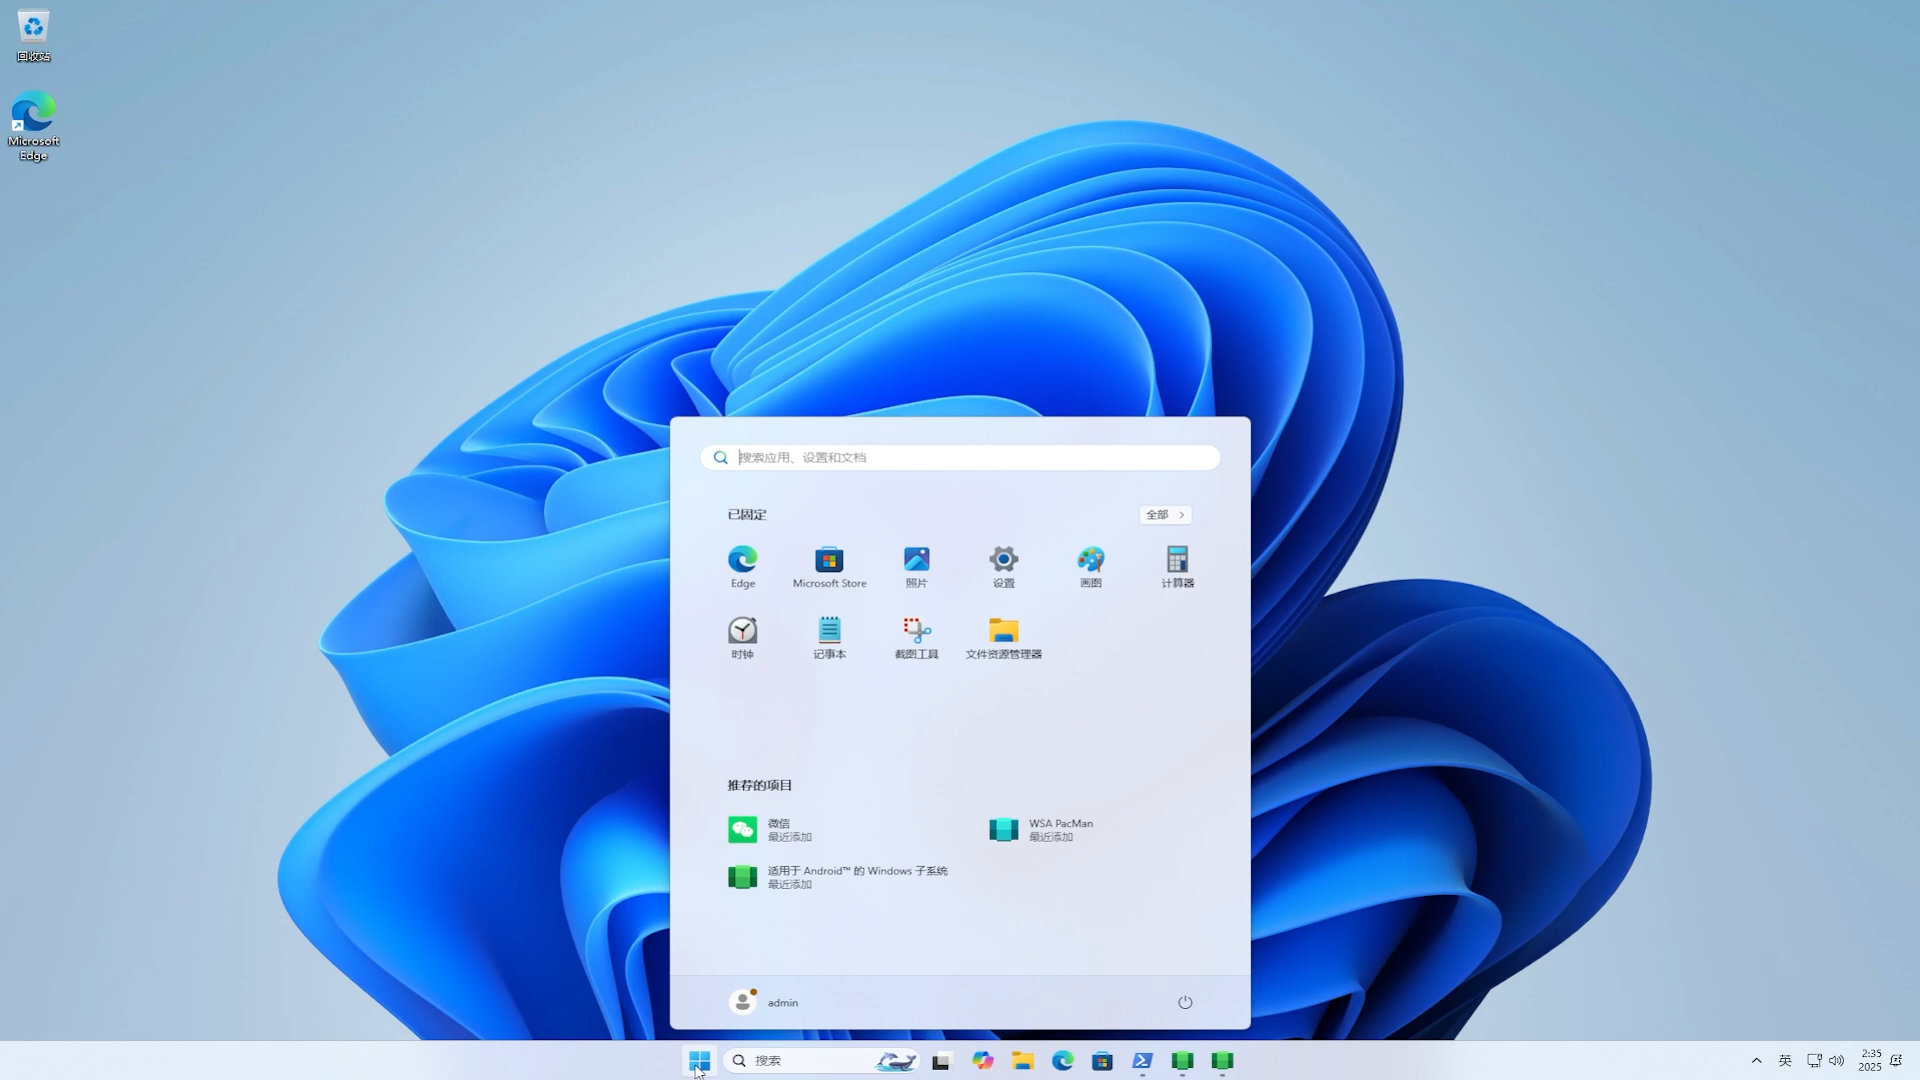 回收站
Microsoft
Edge
搜索应用、设置和文档
已固定
全部
Edge
Microsoft Store
照片
设置
画图
计算器
时钟
记事本
截图工具
文件资源管理器
推荐的项目
微信
最近添加
WSA PacMan
最近添加
适用于 Android™ 的 Windows 子系统
最近添加
admin
搜索
英
2:35
2025